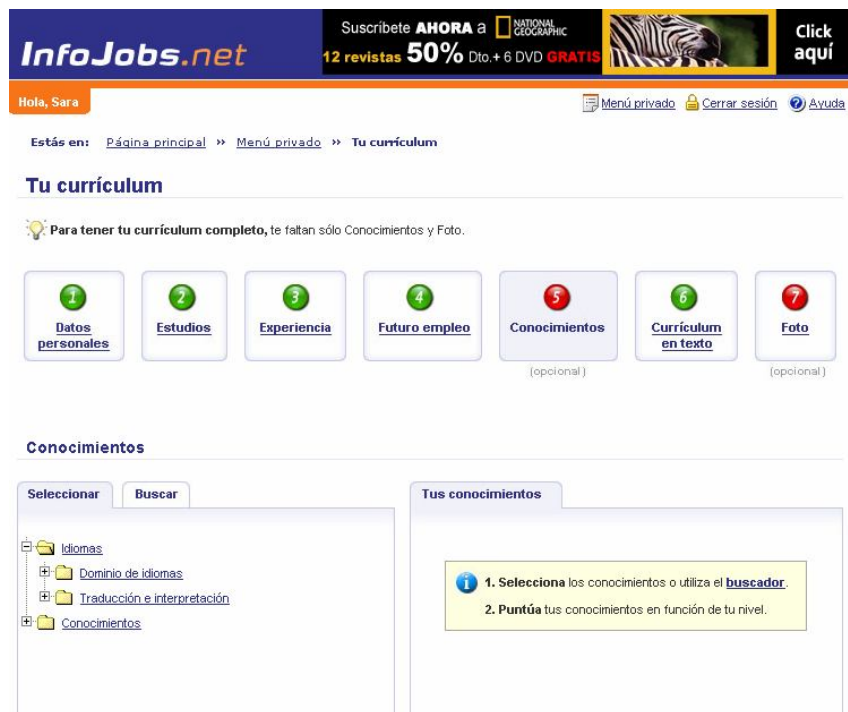 InfoJobs.net
Suscríbete AHORA a NATIONAL GEOGRAPHIC
12 revistas 50% Dto.+ 6 DVD GRATIS
Click aquí
Hola, Sara
Menú privado Cerrar sesión ? Ayuda
Estás en: Página principal » Menú privado » Tu currículum
Tu currículum
Para tener tu currículum completo, te faltan sólo Conocimientos y Foto.
1 2 3 4 5 6 7
Datos personales Estudios Experiencia Futuro empleo Conocimientos Currículum en texto Foto
(opcional) (opcional)
Conocimientos
Seleccionar Buscar Tus conocimientos
Idiomas
Dominio de idiomas
Traducción e interpretación
Conocimientos
1. Selecciona los conocimientos o utiliza el buscador.
2. Puntúa tus conocimientos en función de tu nivel.